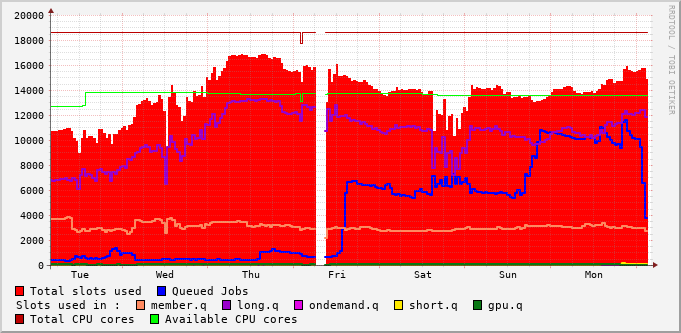 20000
18000
16000
14000
12000
10000
8000
6000
4000
2000
0
Tue Wed Thu Fri Sat Sun Mon
RRDTOOL / TOBI OETIKER
Total slots used Queued Jobs
Slots used in : member.q long.q ondemand.q short.q gpu.q
Total CPU cores Available CPU cores